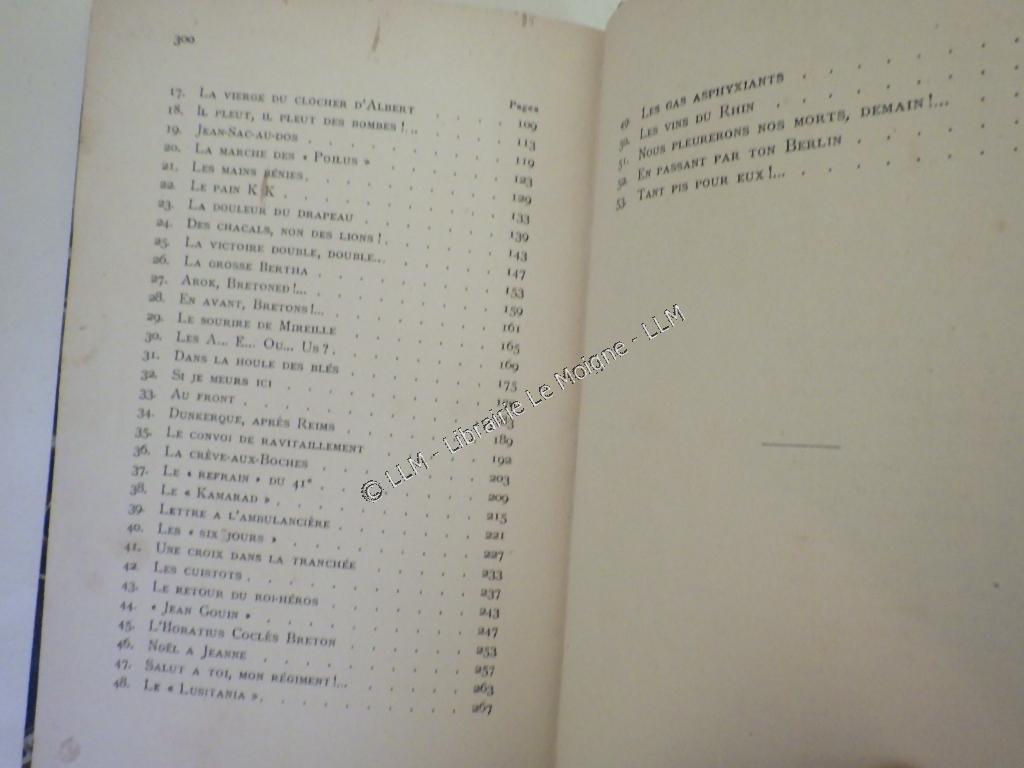 300
Pages
17. La vierge du clocher d'Albert . . . . 109
18. Il pleut, il pleut des bombes !... . . . 113
19. Jean-Sac-au-dos . . . . . . . . 119
20. La marche des « Poilus » . . . . . . 123
21. Les mains bénies. . . . . . . . . 129
22. Le pain K K . . . . . . . . . 133
23. La douleur du drapeau . . . . . . 139
24. Des chacals, non des lions ! . . . . . 143
25. La victoire double, double... . . . . 147
26. La grosse Bertha . . . . . . . . 153
27. Arok, Bretoned !... . . . . . . . 159
28. En avant, Bretons !... . . . . . . 161
29. Le sourire de Mireille . . . . . . 165
30. Les A... E... Ou... Us ? . . . . . . 169
31. Dans la houle des blés . . . . . . 175
32. Si je meurs ici . . . . . . . .
33. Au front . . . . . . . . . .
34. Dunkerque, après Reims . . . . . . 189
35. Le convoi de ravitaillement . . . . 192
36. La crève-aux-Boches . . . . . . . 203
37. Le « refrain » du 41e . . . . . . . 209
38. Le « Kamarad » . . . . . . . . 215
39. Lettre a l'ambulancière . . . . . . 221
40. Les « six jours » . . . . . . . . 227
41. Une croix dans la tranchée . . . . . 233
42. Les cuistots . . . . . . . . . 237
43. Le retour du roi-héros . . . . . . 243
44. « Jean Gouin » . . . . . . . . 247
45. L'Horatius Coclès Breton . . . . . 253
46. Noël a Jeanne . . . . . . . . 257
47. Salut a toi, mon régiment !... . . . . 263
48. Le « Lusitania ». . . . . . . . . 267
49. Les gas asphyxiants . . . . . . .
50. Les vins du Rhin . . . . . . . .
51. Nous pleurerons nos morts, demain !... . .
52. En passant par ton Berlin . . . . . .
53. Tant pis pour eux !... . . . . . . .
© LLM - Librairie Le Moigne - LLM